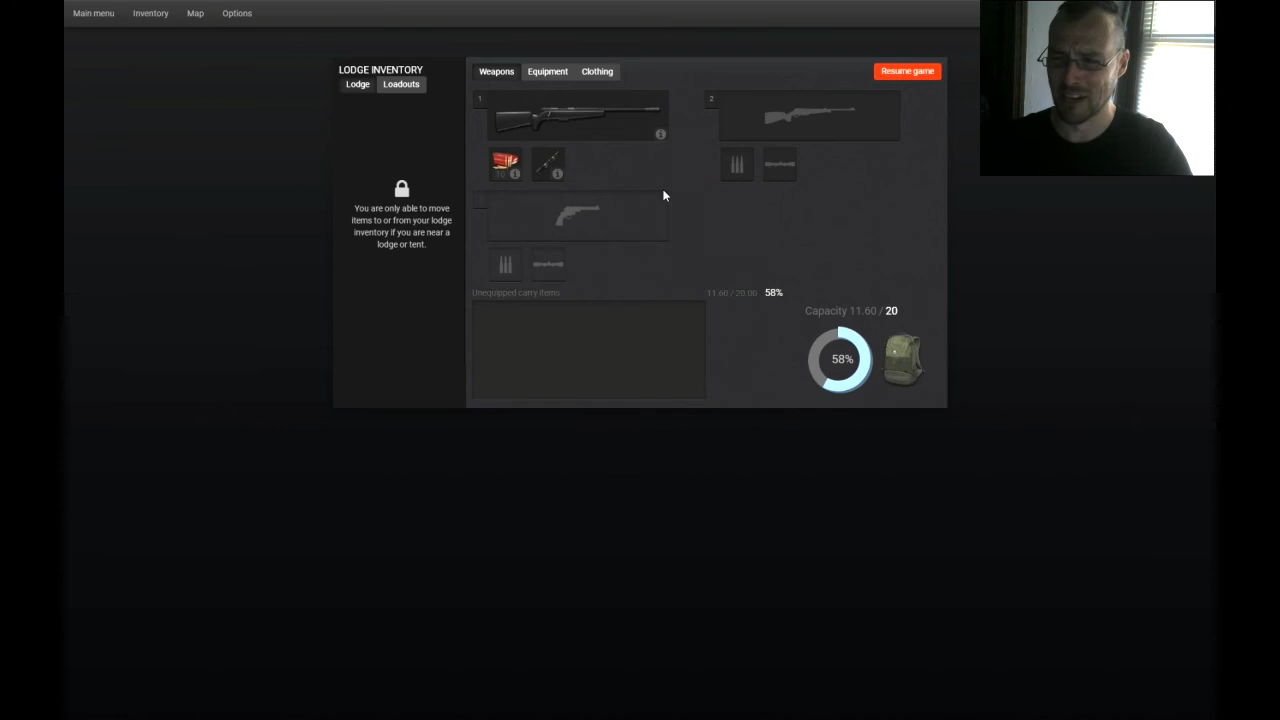 Main menu Inventory Map Options
LODGE INVENTORY
Lodge Loadouts
Weapons Equipment Clothing
Resume game
1
2
10
You are only able to move
items to or from your lodge
inventory if you are near a
lodge or tent.
Unequipped carry items
11.60 / 20.00 58%
Capacity 11.60 / 20
58%